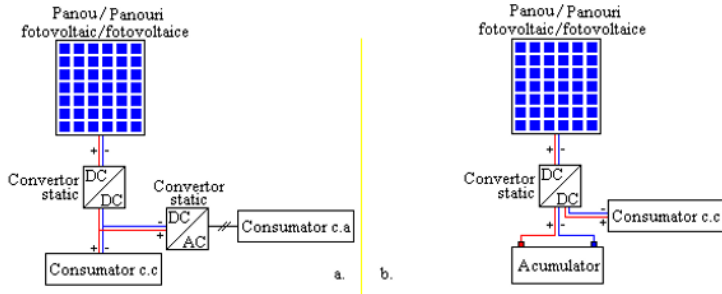 Panou/Panouri
fotovoltaic/fotovoltaice
+ -
Convertor
static
DC
DC
Convertor
static
DC
AC
-
+
Consumator c.a
+ -
Consumator c.c
a.
Panou/Panouri
fotovoltaic/fotovoltaice
+ -
Convertor
static
DC
DC
-
+
Consumator c.c
+ -
Acumulator
b.